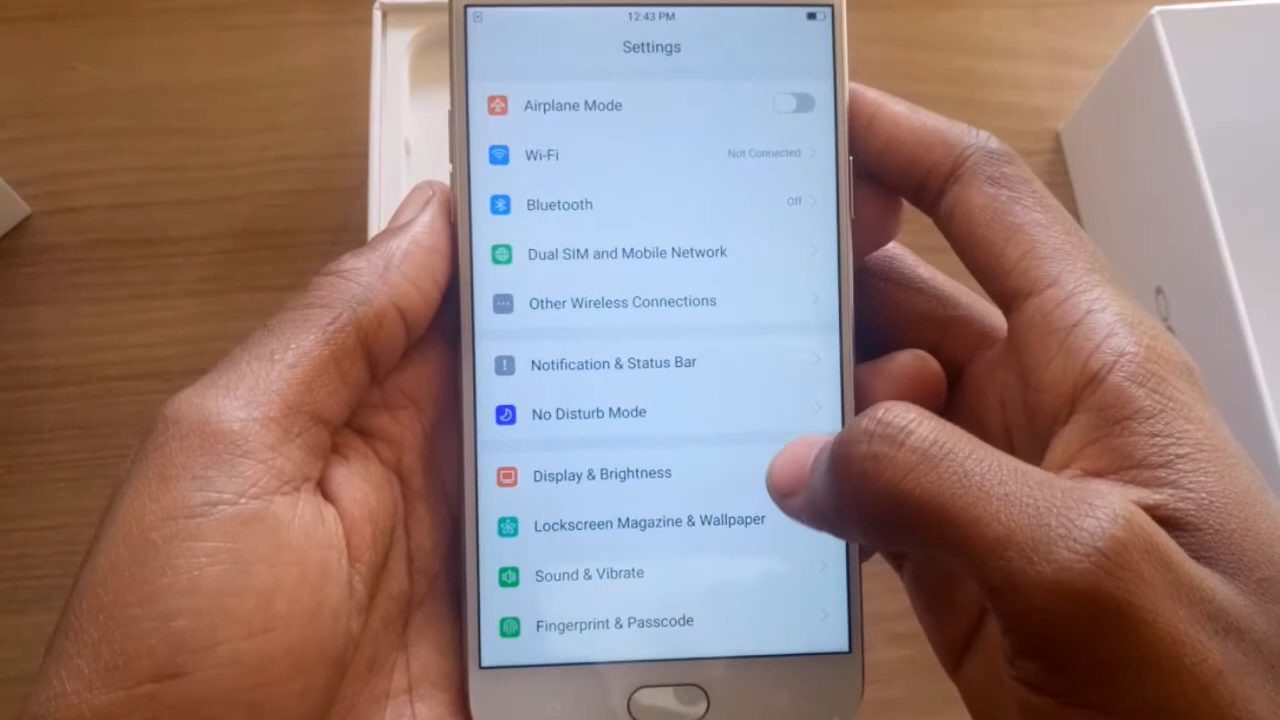 12:43 PM
Settings
Airplane Mode
Wi-Fi Not Connected
Bluetooth Off
Dual SIM and Mobile Network
Other Wireless Connections
Notification & Status Bar
No Disturb Mode
Display & Brightness
Lockscreen Magazine & Wallpaper
Sound & Vibrate
Fingerprint & Passcode